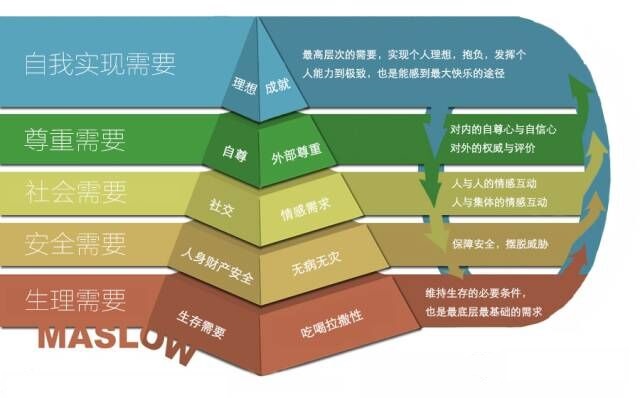 自我实现需要
理想
成就
最高层次的需要，实现个人理想，抱负，发挥个
人能力到极致，也是能感到最大快乐的途径
尊重需要
自尊
外部尊重
对内的自尊心与自信心
对外的权威与评价
社会需要
社交
情感需求
人与人的情感互动
人与集体的情感互动
安全需要
人身财产安全
无病无灾
保障安全，摆脱威胁
生理需要
生存需要
吃喝拉撒性
维持生存的必要条件，
也是最底层最基础的需求
MASLOW